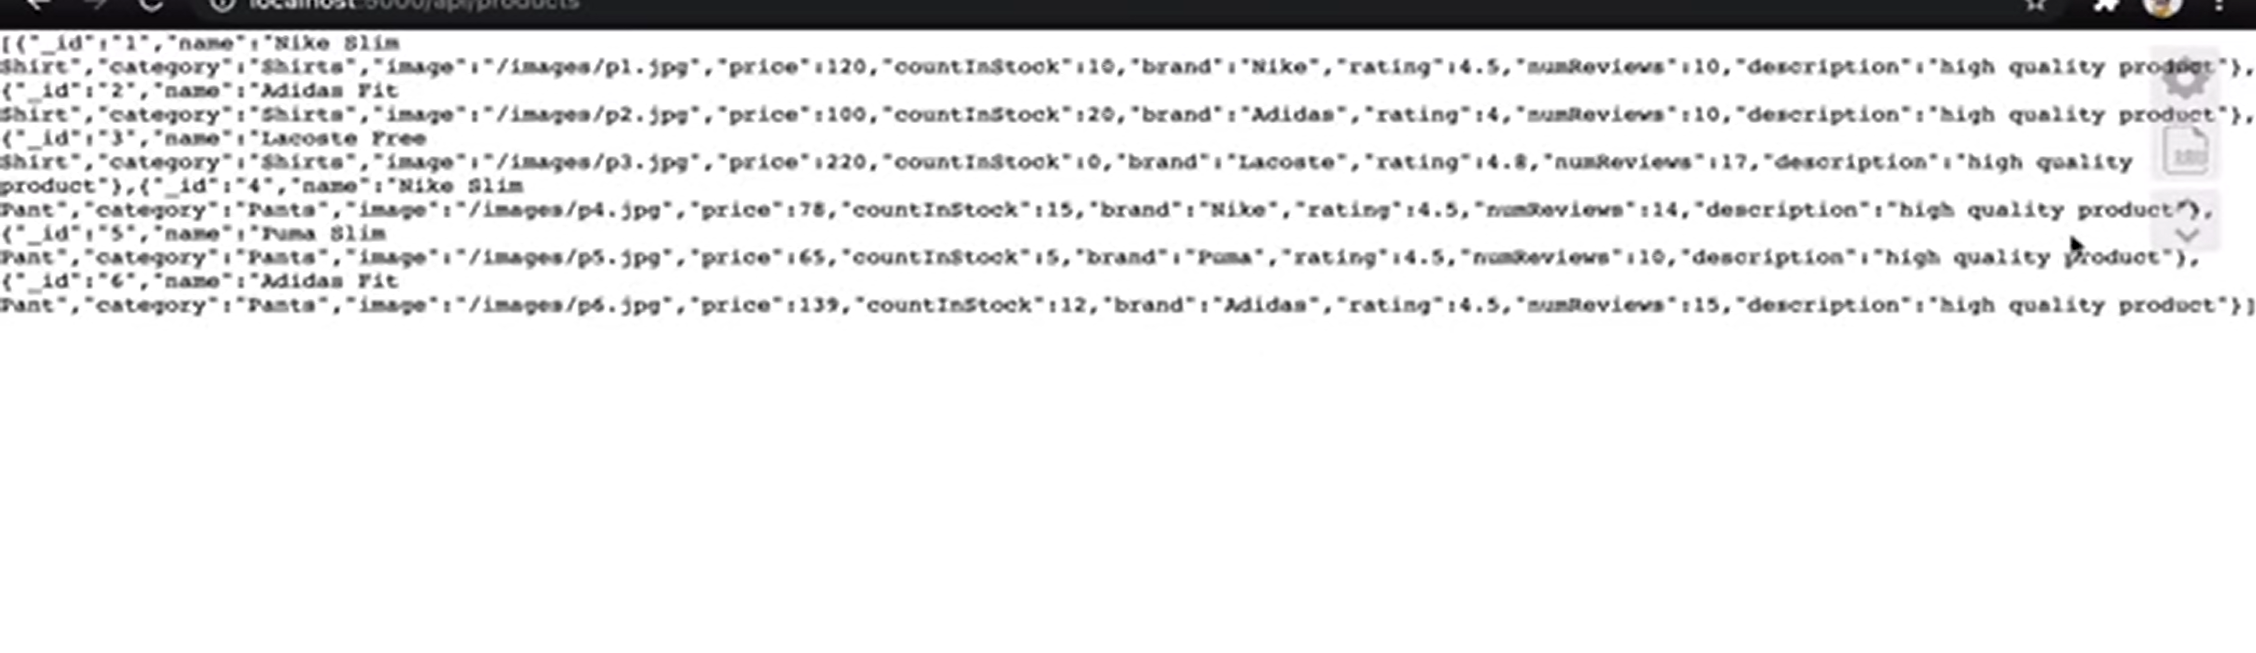 localhost:5000/api/products
[{"_id":"1","name":"Nike Slim
Shirt","category":"Shirts","image":"/images/p1.jpg","price":120,"countInStock":10,"brand":"Nike","rating":4.5,"numReviews":10,"description":"high quality product"},
{"_id":"2","name":"Adidas Fit
Shirt","category":"Shirts","image":"/images/p2.jpg","price":100,"countInStock":20,"brand":"Adidas","rating":4,"numReviews":10,"description":"high quality product"},
{"_id":"3","name":"Lacoste Free
Shirt","category":"Shirts","image":"/images/p3.jpg","price":220,"countInStock":0,"brand":"Lacoste","rating":4.8,"numReviews":17,"description":"high quality
product"},{"_id":"4","name":"Nike Slim
Pant","category":"Pants","image":"/images/p4.jpg","price":78,"countInStock":15,"brand":"Nike","rating":4.5,"numReviews":14,"description":"high quality product"},
{"_id":"5","name":"Puma Slim
Pant","category":"Pants","image":"/images/p5.jpg","price":65,"countInStock":5,"brand":"Puma","rating":4.5,"numReviews":10,"description":"high quality product"},
{"_id":"6","name":"Adidas Fit
Pant","category":"Pants","image":"/images/p6.jpg","price":139,"countInStock":12,"brand":"Adidas","rating":4.5,"numReviews":15,"description":"high quality product"}]